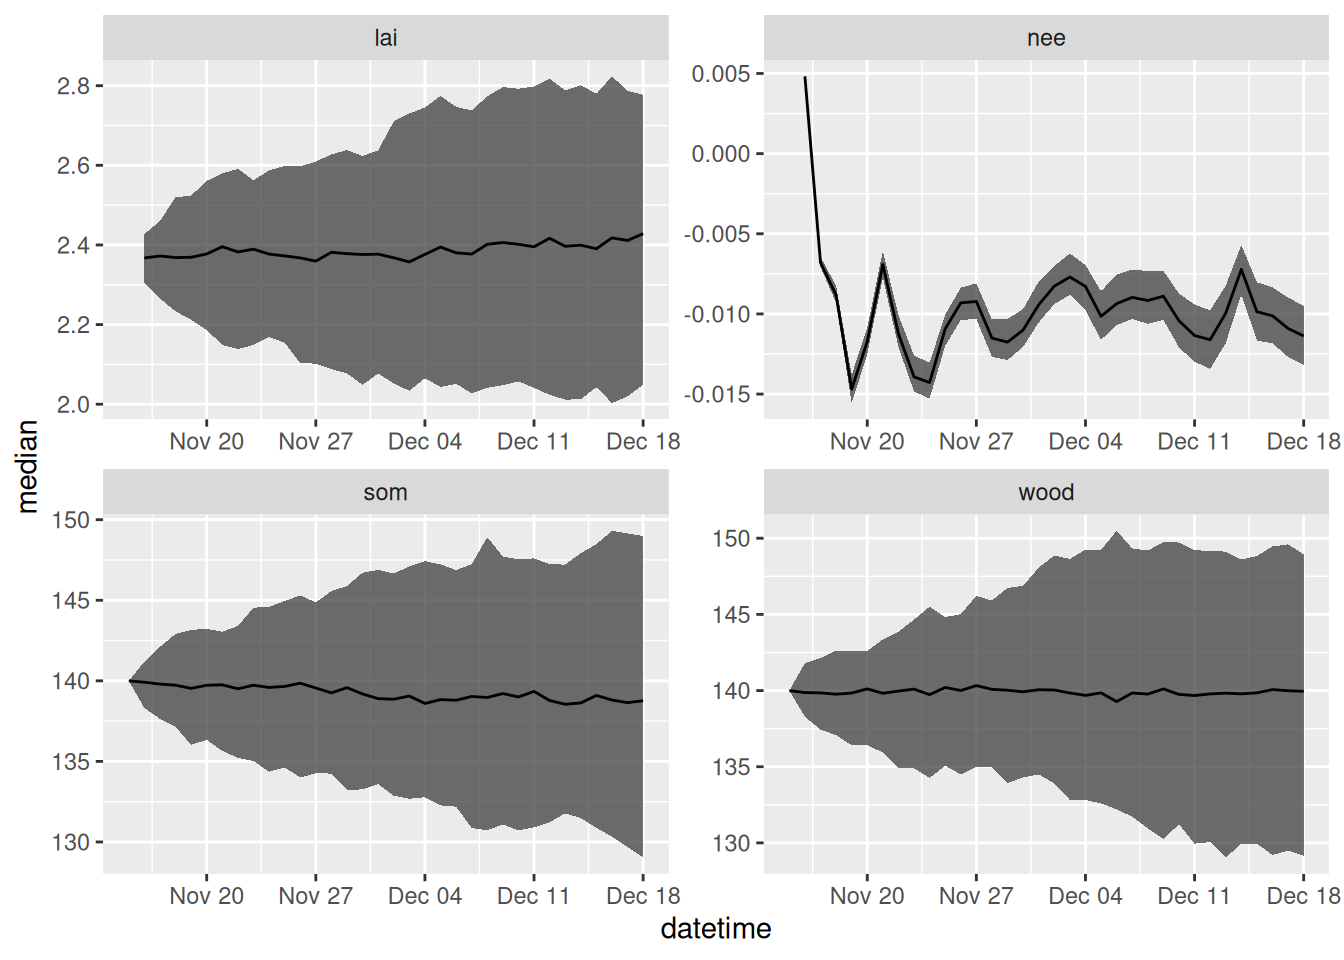 lai
2.8
2.6
2.4
2.2
2.0
Nov 20 Nov 27 Dec 04 Dec 11 Dec 18
nee
0.005
0.000
-0.005
-0.010
-0.015
Nov 20 Nov 27 Dec 04 Dec 11 Dec 18
median
som
150
145
140
135
130
Nov 20 Nov 27 Dec 04 Dec 11 Dec 18
wood
150
145
140
135
130
Nov 20 Nov 27 Dec 04 Dec 11 Dec 18
datetime